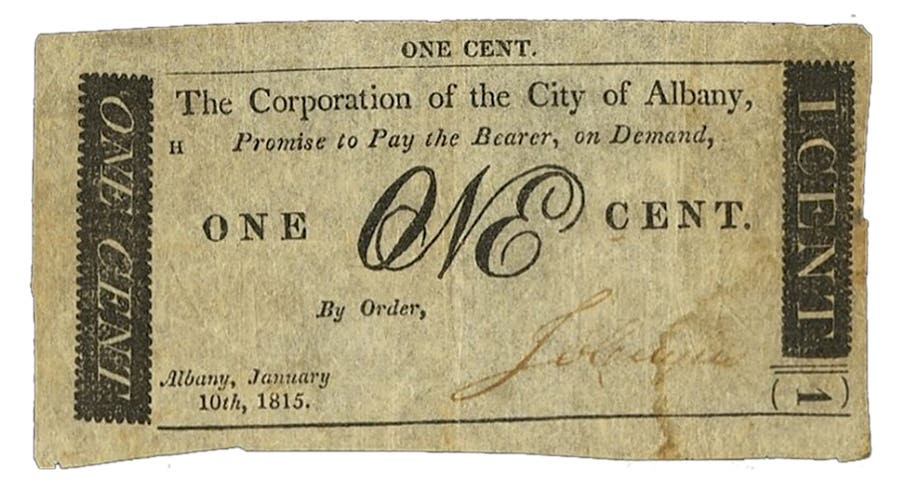 ONE CENT.
The Corporation of the City of Albany,
H Promise to Pay the Bearer, on Demand,
ONE ONE CENT.
By Order,
Albany, January
10th, 1815.
ONE CENT
1 CENT
(1)